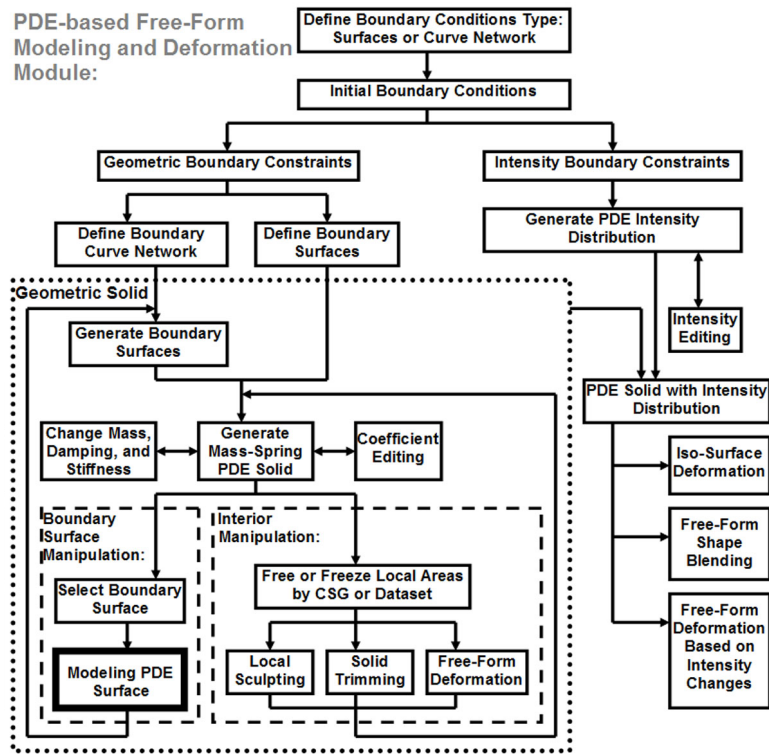 PDE-based Free-Form
Modeling and Deformation
Module:
Define Boundary Conditions Type:
Surfaces or Curve Network
Initial Boundary Conditions
Geometric Boundary Constraints
Intensity Boundary Constraints
Define Boundary
Curve Network
Define Boundary
Surfaces
Generate PDE Intensity
Distribution
Geometric Solid
Generate Boundary
Surfaces
Intensity
Editing
PDE Solid with Intensity
Distribution
Change Mass,
Damping, and
Stiffness
Generate
Mass-Spring
PDE Solid
Coefficient
Editing
Iso-Surface
Deformation
Boundary
Surface
Manipulation:
Interior
Manipulation:
Free-Form
Shape
Blending
Select Boundary
Surface
Free or Freeze Local Areas
by CSG or Dataset
Modeling PDE
Surface
Local
Sculpting
Solid
Trimming
Free-Form
Deformation
Free-Form
Deformation
Based on
Intensity
Changes